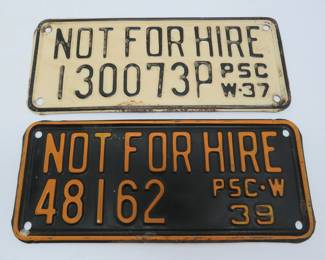 NOT FOR HIRE
130073P PSC
W-37
NOT FOR HIRE
48162 PSC-W
39